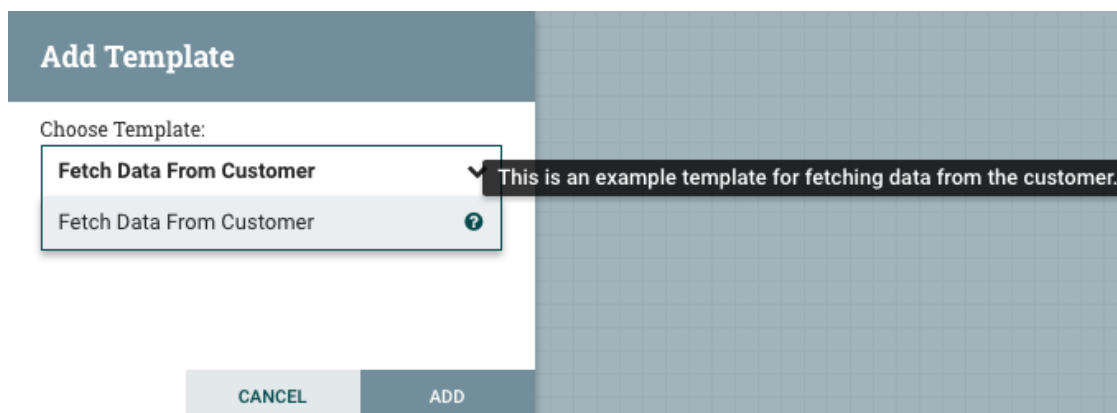 Add Template
Choose Template:
Fetch Data From Customer
This is an example template for fetching data from the customer.
Fetch Data From Customer
CANCEL
ADD